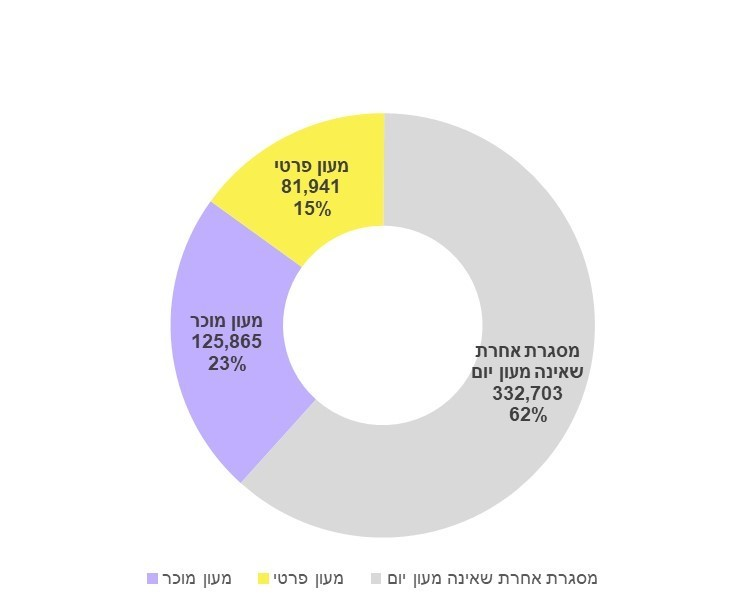 מעון פרטי
81,941
15%
מעון מוכר
125,865
23%
מסגרת אחרת
שאינה מעון יום
332,703
62%
מסגרת אחרת שאינה מעון יום
מעון פרטי
מעון מוכר